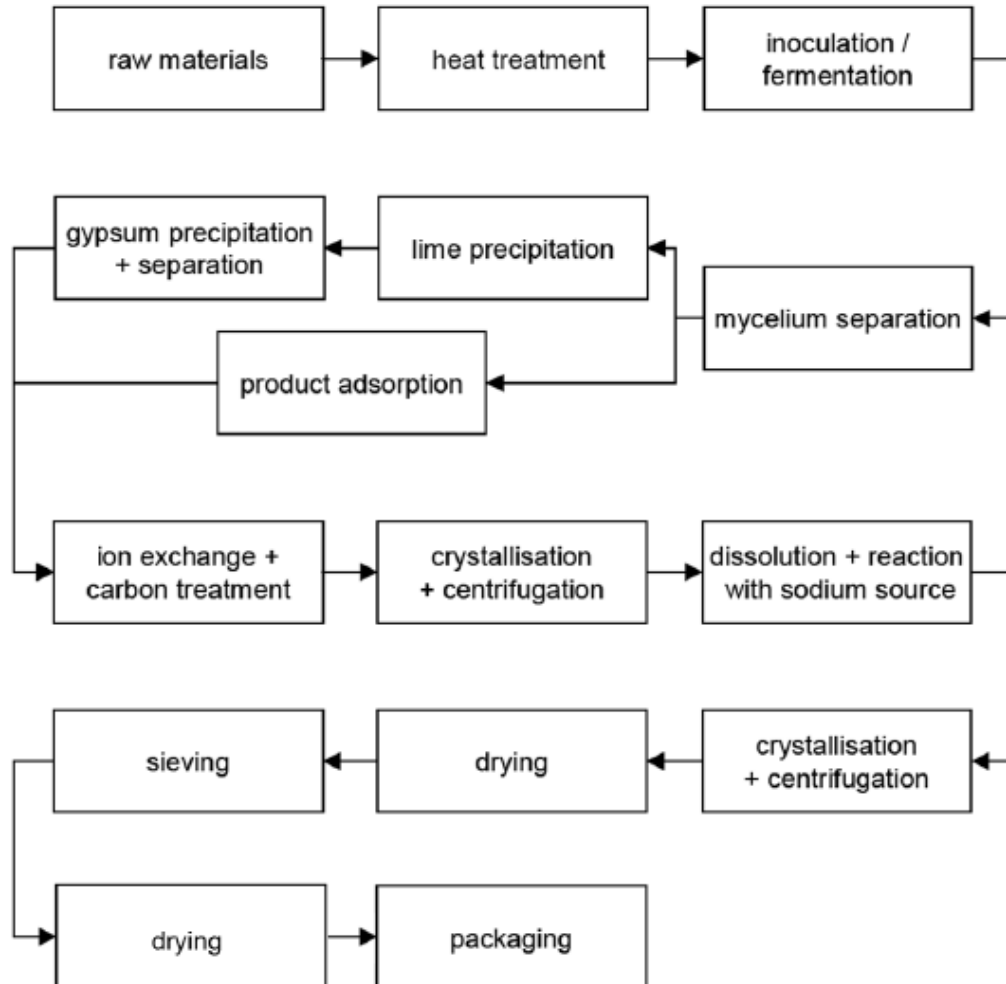 raw materials
heat treatment
inoculation /
fermentation
gypsum precipitation
+ separation
lime precipitation
mycelium separation
product adsorption
ion exchange +
carbon treatment
crystallisation
+ centrifugation
dissolution + reaction
with sodium source
sieving
drying
crystallisation
+ centrifugation
drying
packaging